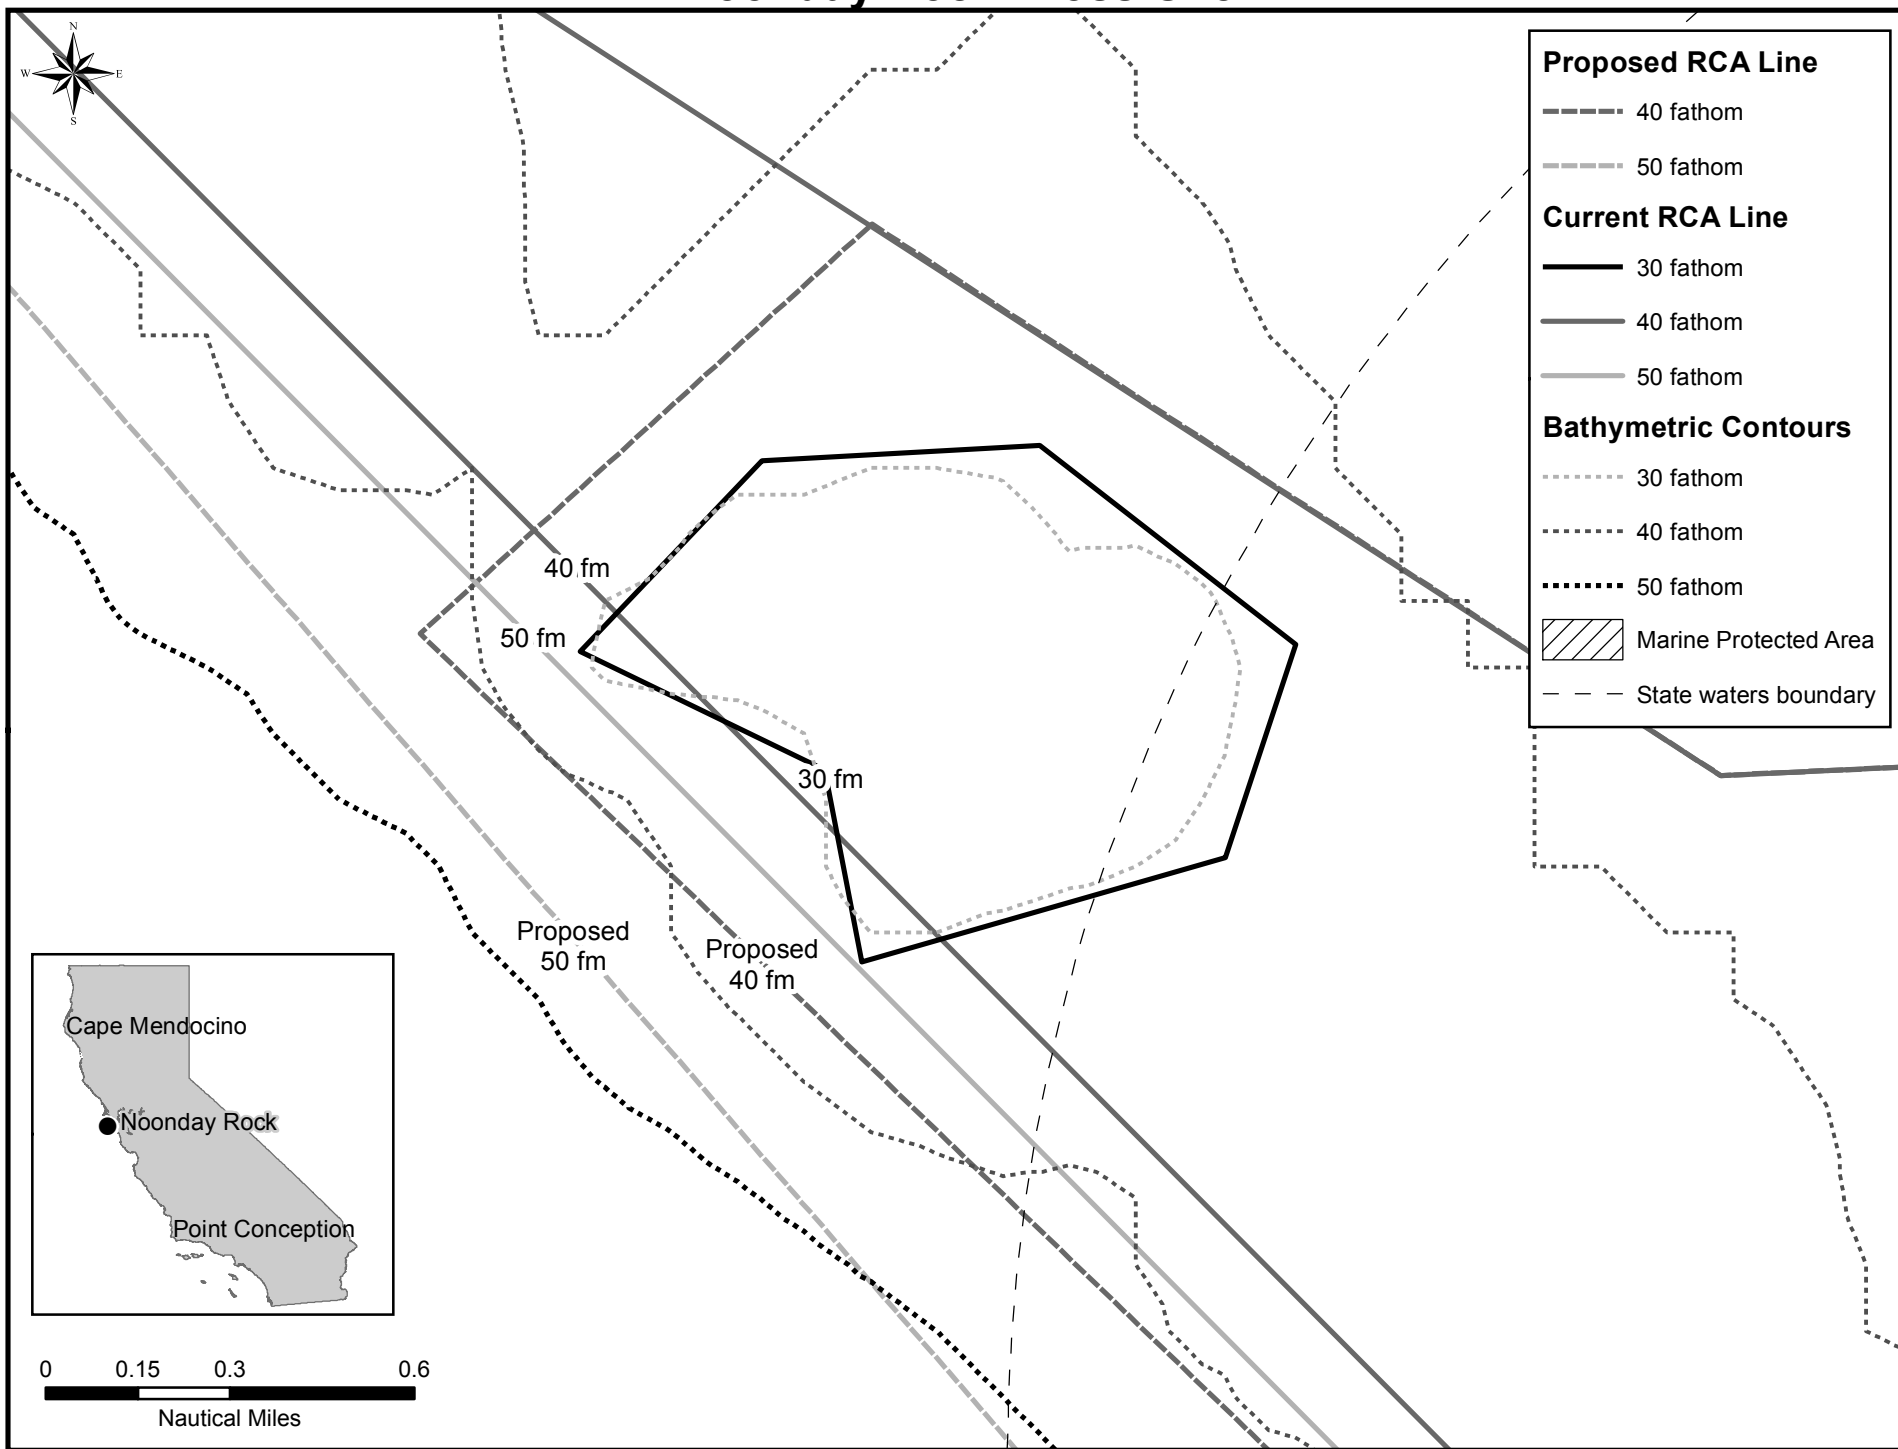 N
W E
S
Proposed RCA Line
40 fathom
50 fathom
Current RCA Line
30 fathom
40 fathom
50 fathom
Bathymetric Contours
30 fathom
40 fathom
50 fathom
Marine Protected Area
State waters boundary
40 fm
50 fm
30 fm
Proposed
50 fm
Proposed
40 fm
Cape Mendocino
Noonday Rock
Point Conception
0 0.15 0.3 0.6
Nautical Miles